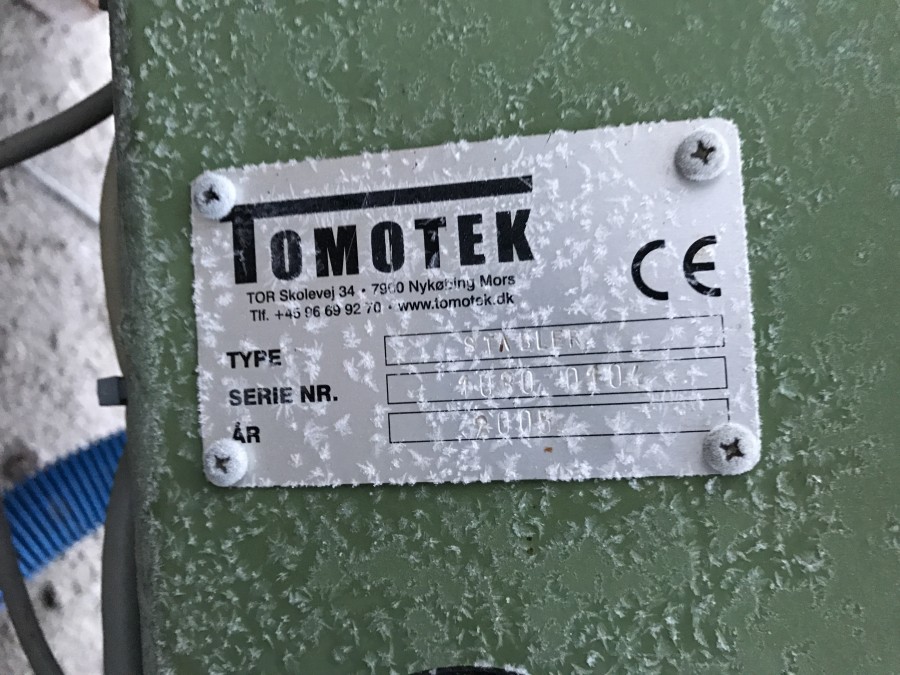 TOMOTEK
CE
TOR Skolevej 34 • 7900 Nykøbing Mors
Tlf. +45 96 69 92 70 • www.tomotek.dk
TYPE STABLER
SERIE NR.
ÅR